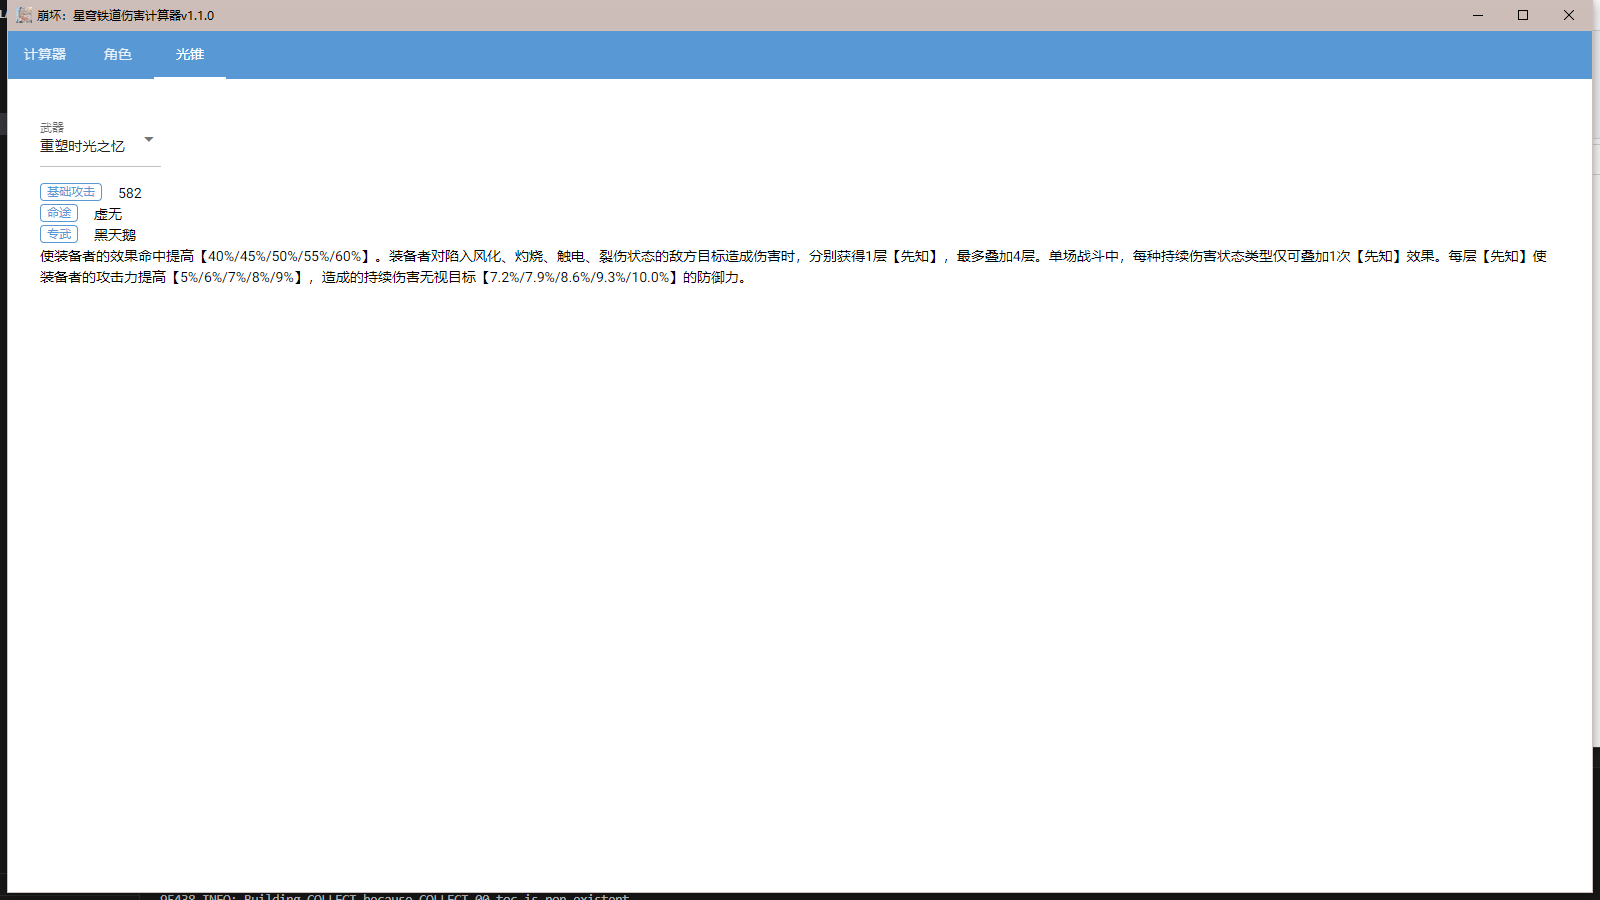 崩坏：星穹铁道伤害计算器v1.1.0
计算器 角色 光锥
武器
重塑时光之忆
基础攻击 582
命途 虚无
专武 黑天鹅
使装备者的效果命中提高【40%/45%/50%/55%/60%】。装备者对陷入风化、灼烧、触电、裂伤状态的敌方目标造成伤害时，分别获得1层【先知】，最多叠加4层。单场战斗中，每种持续伤害状态类型仅可叠加1次【先知】效果。每层【先知】使
装备者的攻击力提高【5%/6%/7%/8%/9%】，造成的持续伤害无视目标【7.2%/7.9%/8.6%/9.3%/10.0%】的防御力。
95438 INFO: Building COLLECT because COLLECT-00.toc is non existent